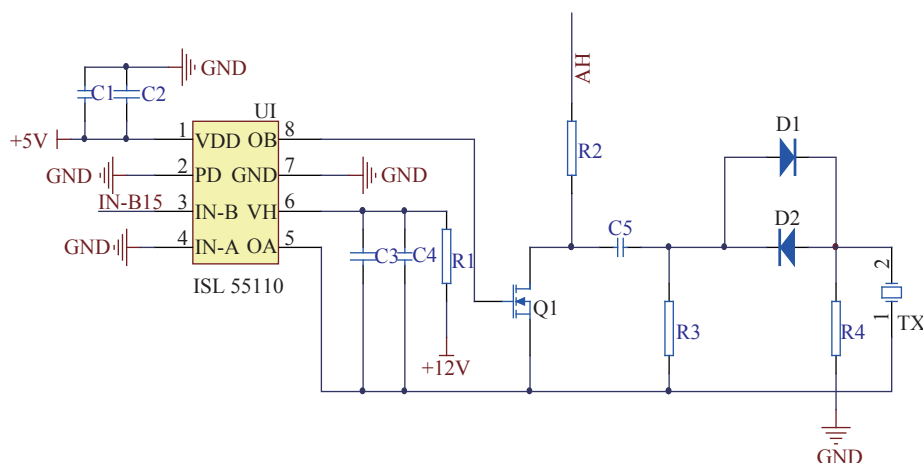 AH
GND
C1
C2
UI
+5V
1
VDD
OB
8
D1
R2
GND
2
PD
GND
7
GND
IN-B15
3
IN-B
VH
6
C5
D2
GND
4
IN-A
OA
5
C3
C4
R1
2
1
ISL 55110
Q1
R3
R4
TX
+12V
GND